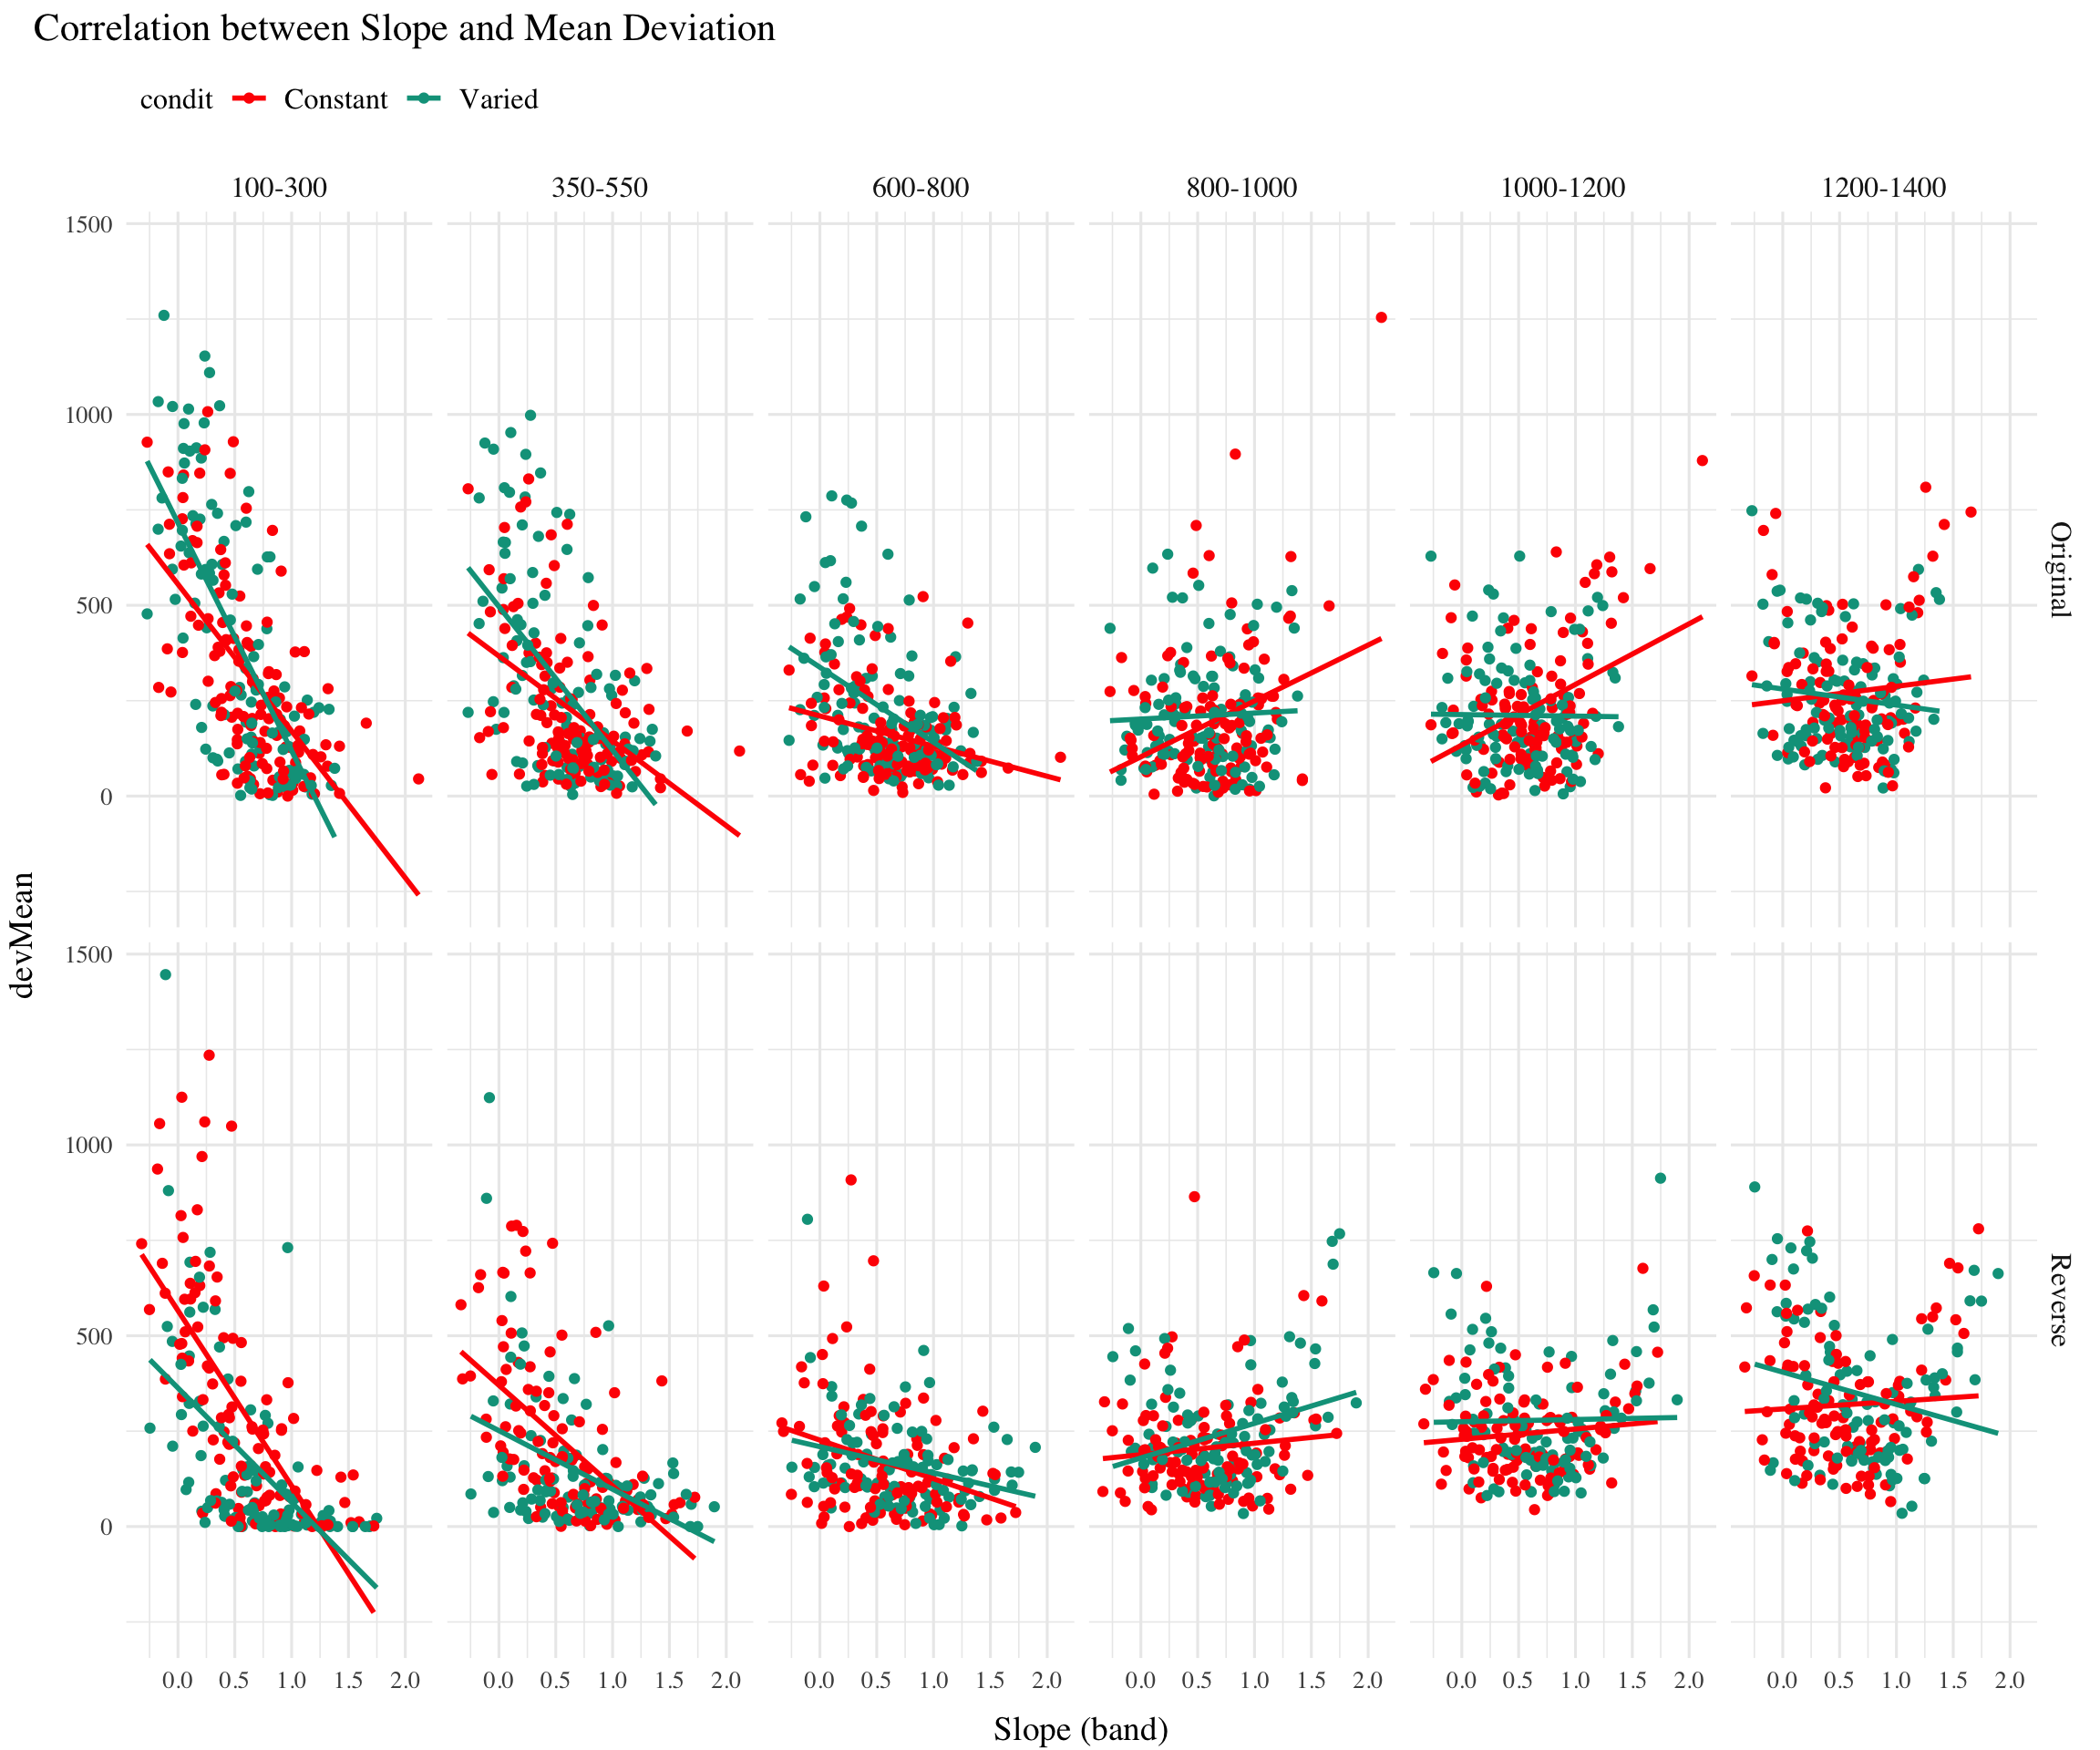 Correlation between Slope and Mean Deviation
condit Constant Varied
100-300 350-550 600-800 800-1000 1000-1200 1200-1400
1500
1000
500
0
Original
devMean
1500
1000
500
0
Reverse
0.0 0.5 1.0 1.5 2.0 0.0 0.5 1.0 1.5 2.0 0.0 0.5 1.0 1.5 2.0 0.0 0.5 1.0 1.5 2.0 0.0 0.5 1.0 1.5 2.0 0.0 0.5 1.0 1.5 2.0
Slope (band)